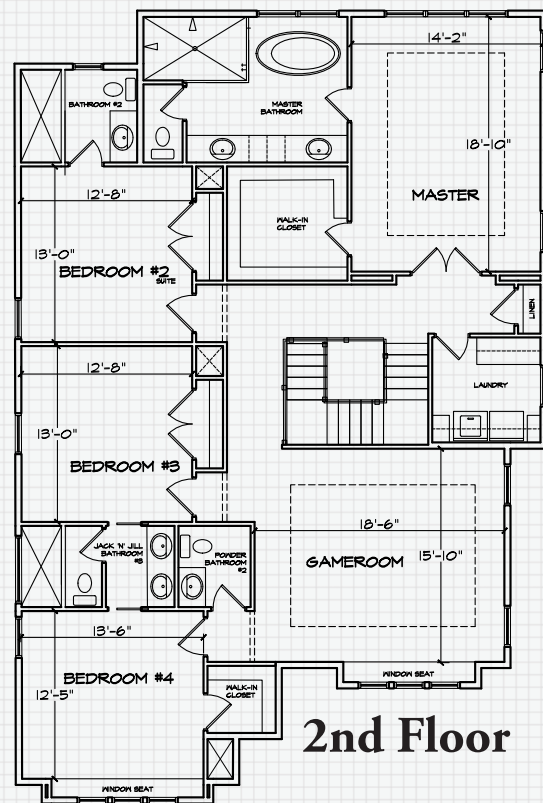 14'-2"
BATHROOM #2
MASTER
BATHROOM
18'-10"
12'-8"
MASTER
WALK-IN
CLOSET
13'-0"
BEDROOM #2
SUITE
LINEN
12'-8"
LAUNDRY
13'-0"
BEDROOM #3
18'-6"
JACK 'N' JILL
BATHROOM
#3
POWDER
BATHROOM
#2
GAMEROOM
15'-10"
13'-6"
BEDROOM #4
12'-5"
WALK-IN
CLOSET
WINDOW SEAT
2nd Floor
WINDOW SEAT